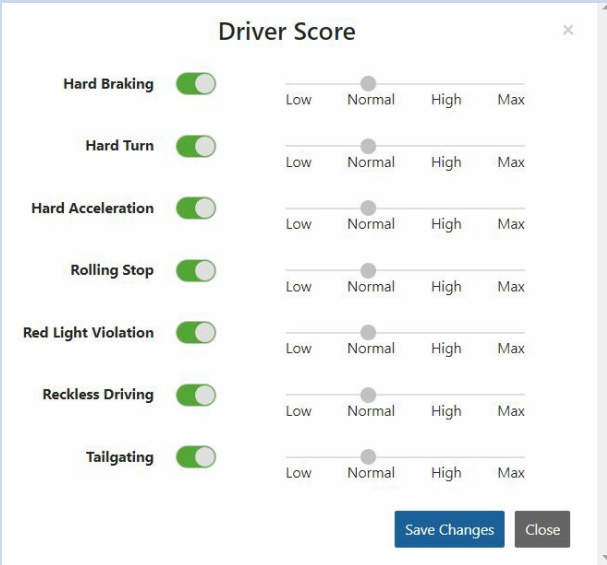 Driver Score
×
Hard Braking
Low Normal High Max
Hard Turn
Low Normal High Max
Hard Acceleration
Low Normal High Max
Rolling Stop
Low Normal High Max
Red Light Violation
Low Normal High Max
Reckless Driving
Low Normal High Max
Tailgating
Low Normal High Max
Save Changes Close